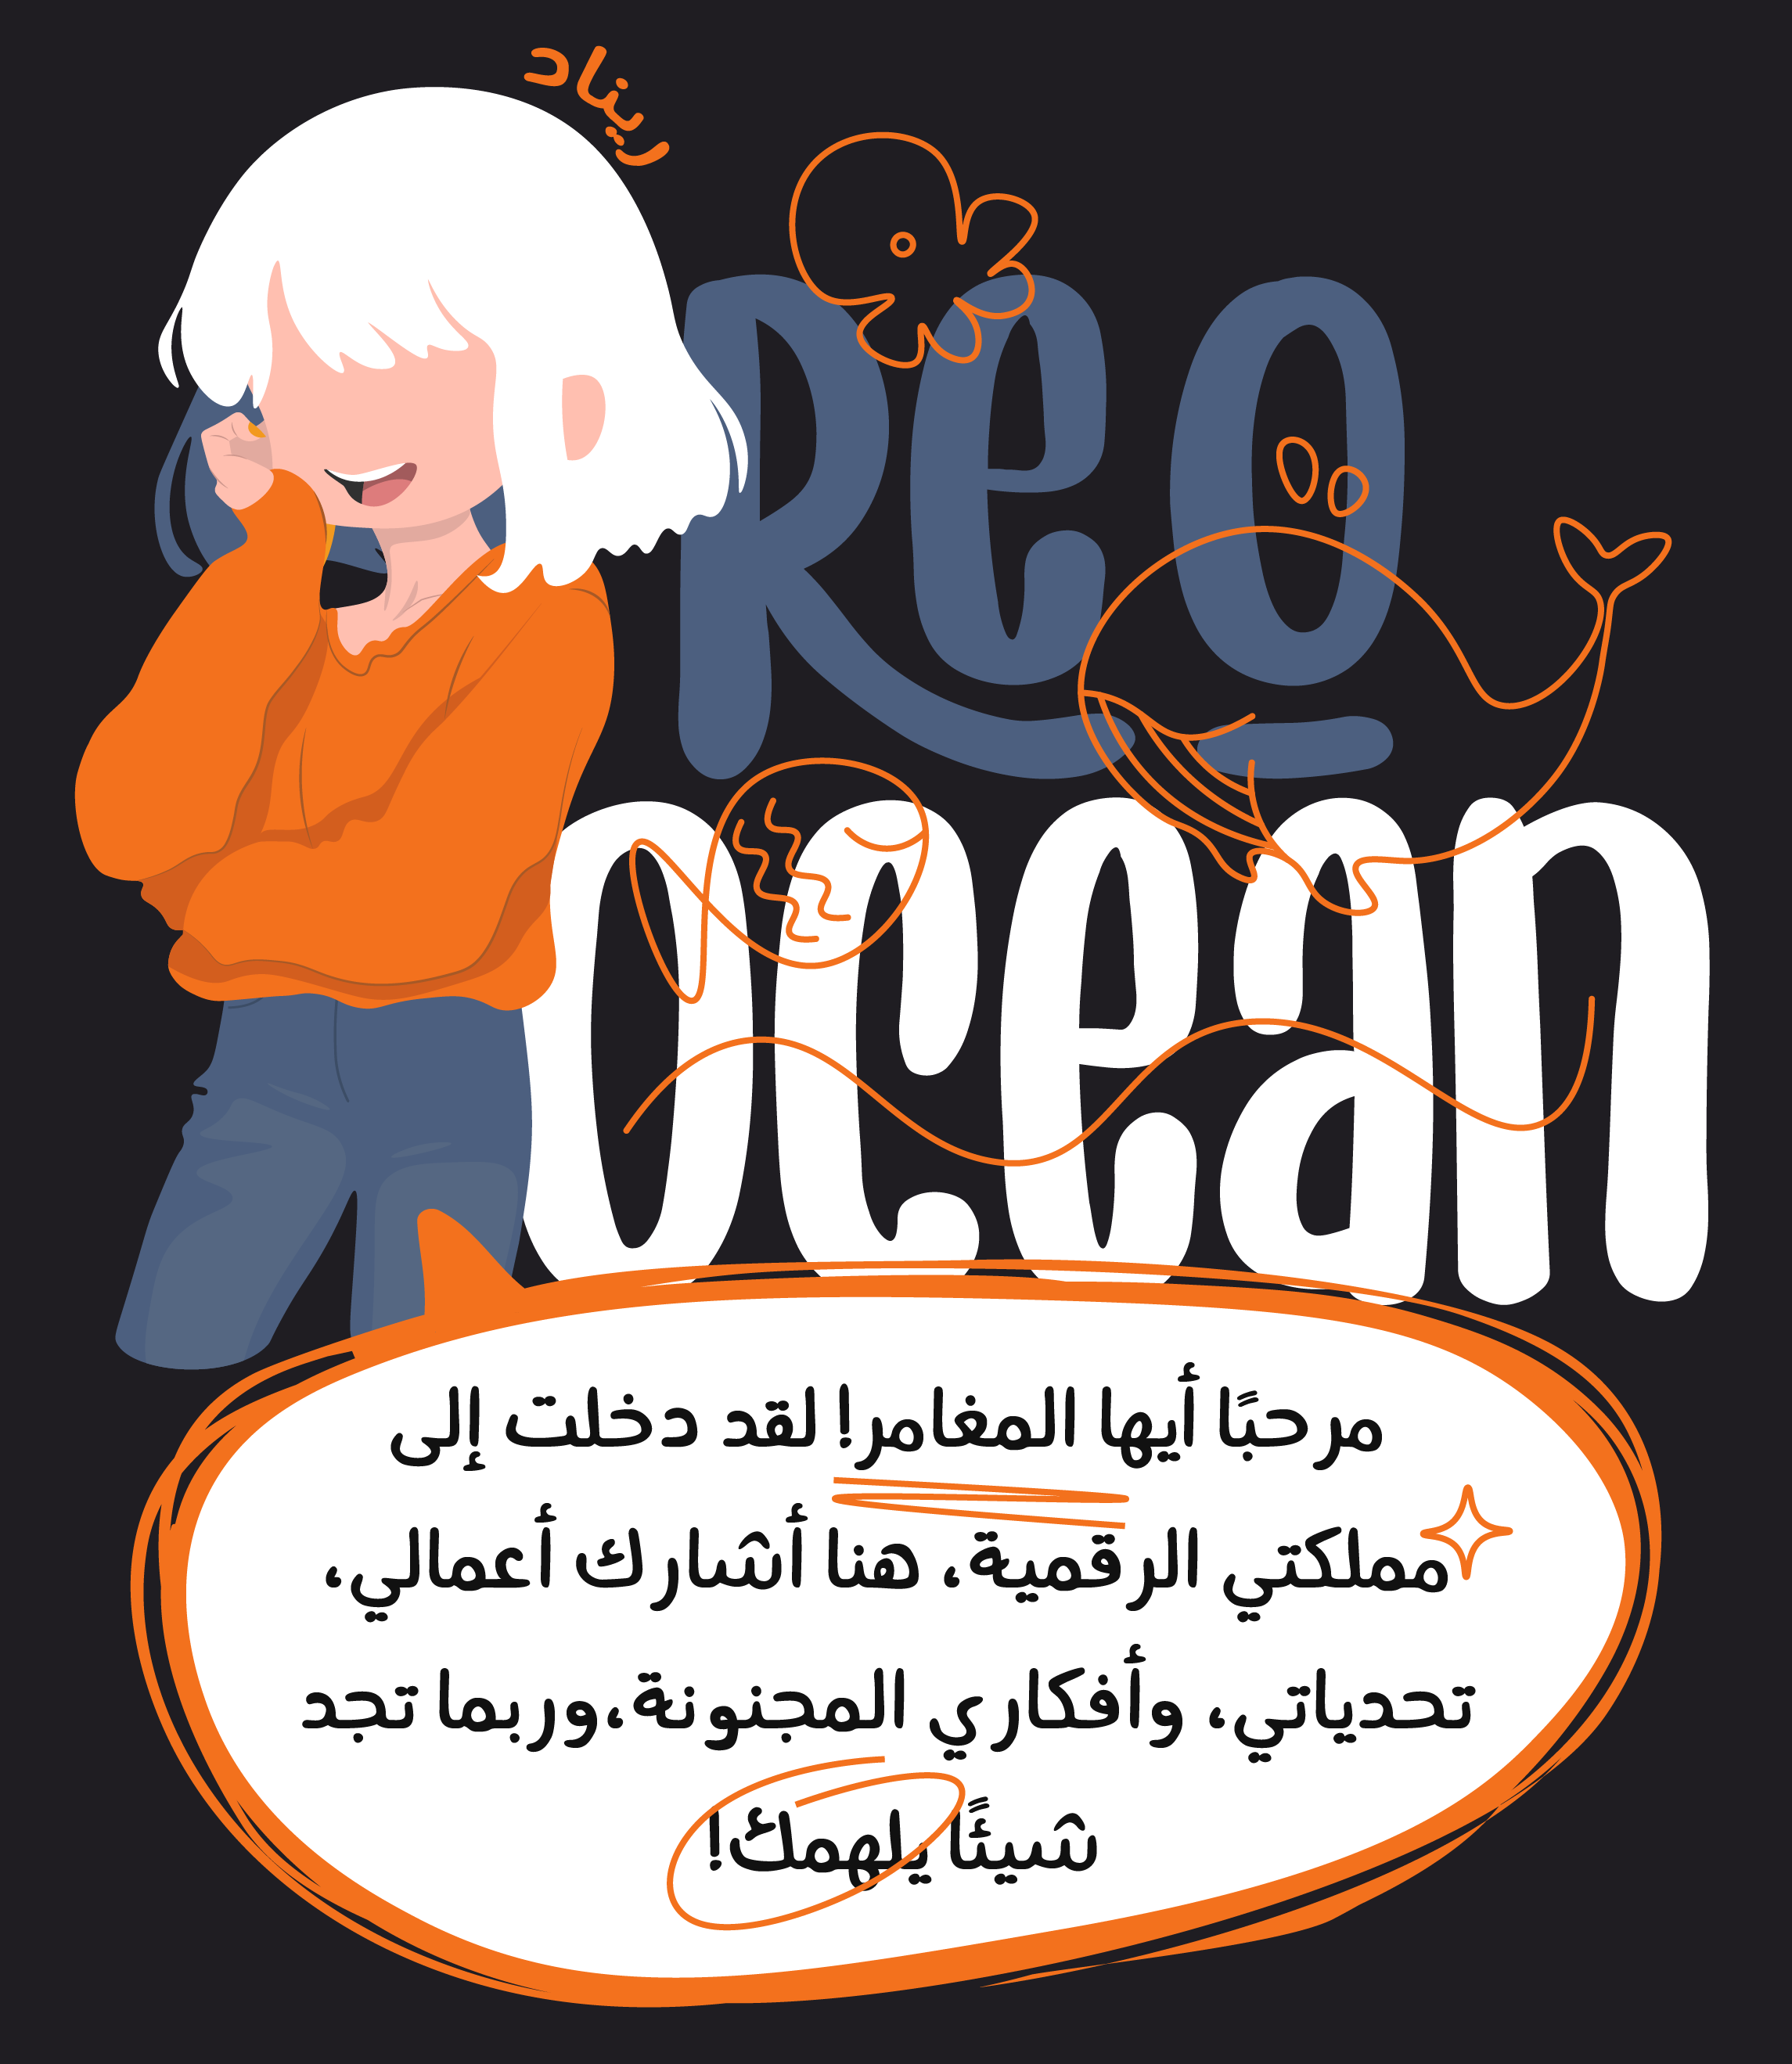 ريتاد
Reo
ocean
مرحبًا أيها المغامر! لقد دخلت إلى
مملكتي الرقمية، هنا أشارك أعمالي،
تحدياتي، وأفكاري المجنونة،وربما تجد
شيئًا يلهمك!